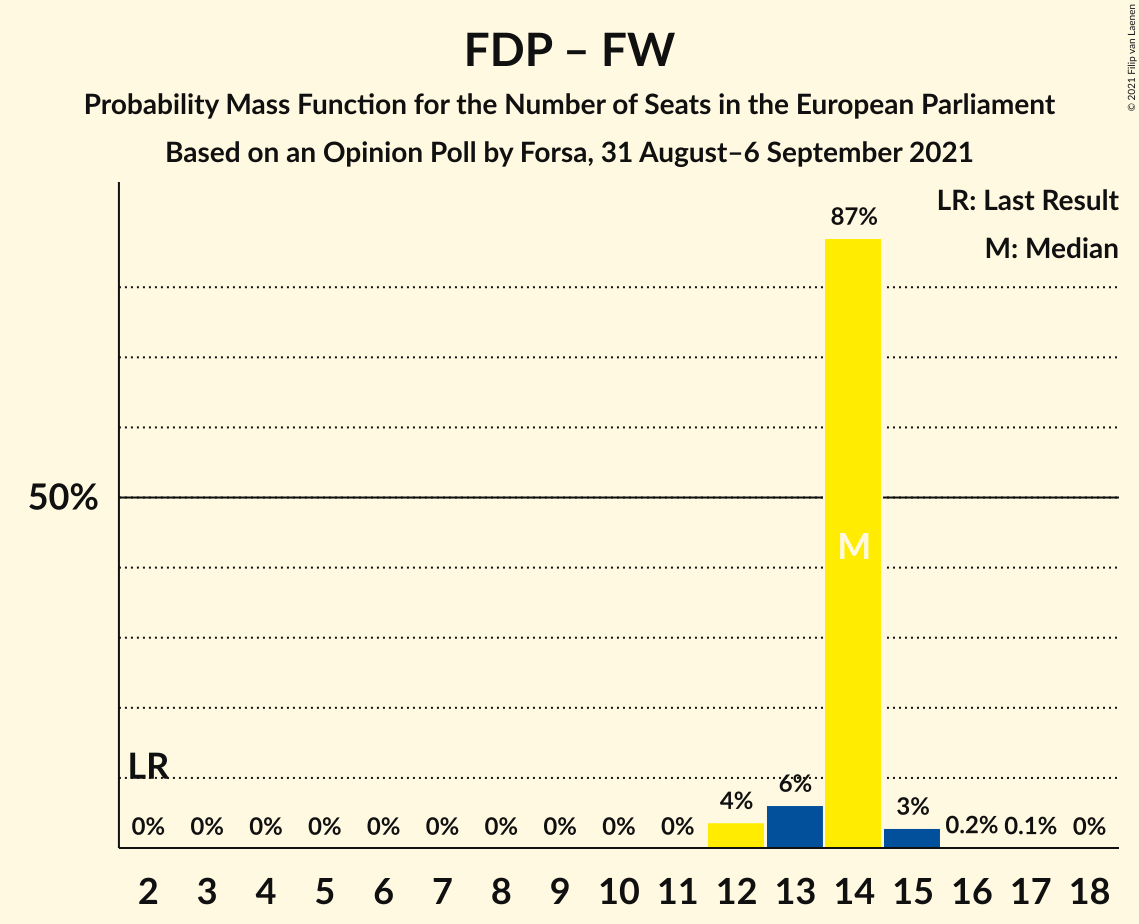 FDP – FW
Probability Mass Function for the Number of Seats in the European Parliament
Based on an Opinion Poll by Forsa, 31 August–6 September 2021
© 2021 Filip van Laenen
LR: Last Result
M: Median
87%
50%
M
LR
0% 0% 0% 0% 0% 0% 0% 0% 0% 0% 4% 6% 3% 0.2% 0.1% 0%
2 3 4 5 6 7 8 9 10 11 12 13 14 15 16 17 18